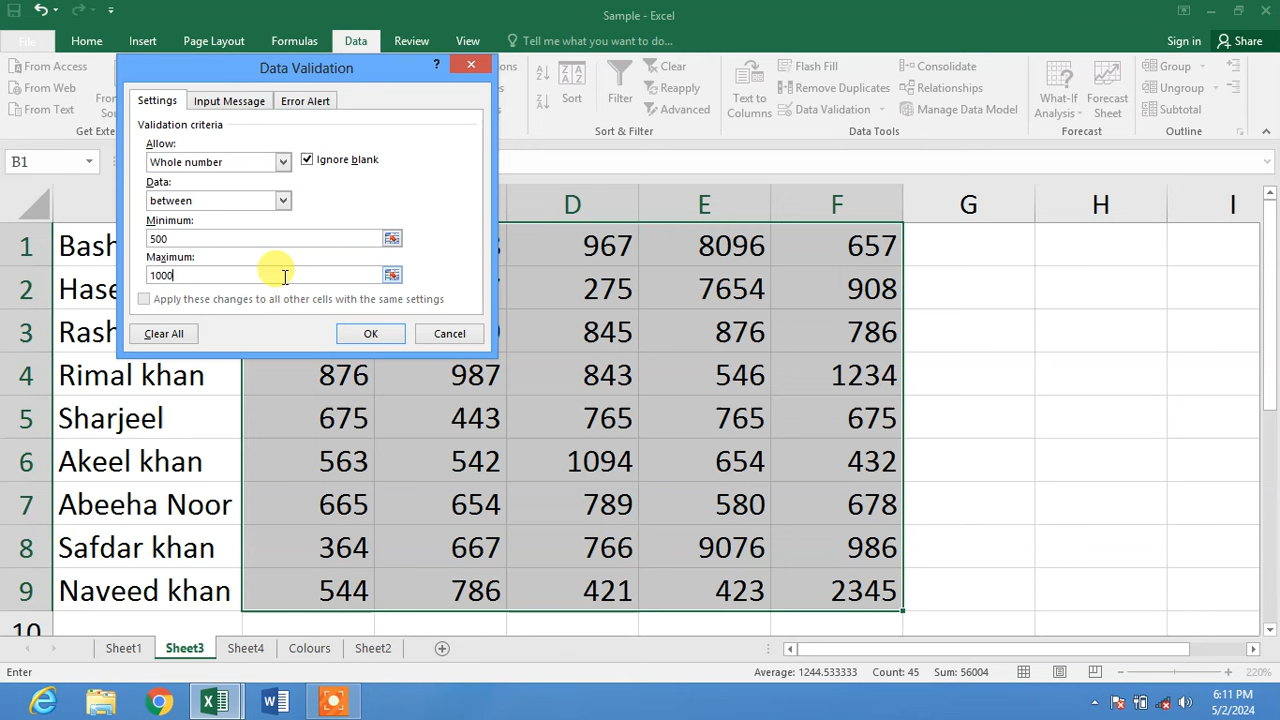 Sample - Excel
File Home Insert Page Layout Formulas Data Review View Tell me what you want to do... Sign in Share
From Access
From Web
From Text
Get Ext
Sort
Filter
Clear
Reapply
Advanced
Sort & Filter
Text to Columns
Flash Fill
Remove Duplicates
Data Validation
Consolidate
Relationships
Manage Data Model
Data Tools
What-If Analysis
Forecast Sheet
Forecast
Group
Ungroup
Subtotal
Outline
Data Validation
?
Settings Input Message Error Alert
Validation criteria
Allow:
Whole number Ignore blank
Data:
between
Minimum:
500
Maximum:
1000
Apply these changes to all other cells with the same settings
Clear All OK Cancel
B1
D E F G H I
1 Bash 967 8096 657
2 Hase 275 7654 908
3 Rash 845 876 786
4 Rimal khan 876 987 843 546 1234
5 Sharjeel 675 443 765 765 675
6 Akeel khan 563 542 1094 654 432
7 Abeeha Noor 665 654 789 580 678
8 Safdar khan 364 667 766 9076 986
9 Naveed khan 544 786 421 423 2345
10
Sheet1 Sheet3 Sheet4 Colours Sheet2
Enter Average: 1244.533333 Count: 45 Sum: 56004 220%
6:11 PM
5/2/2024